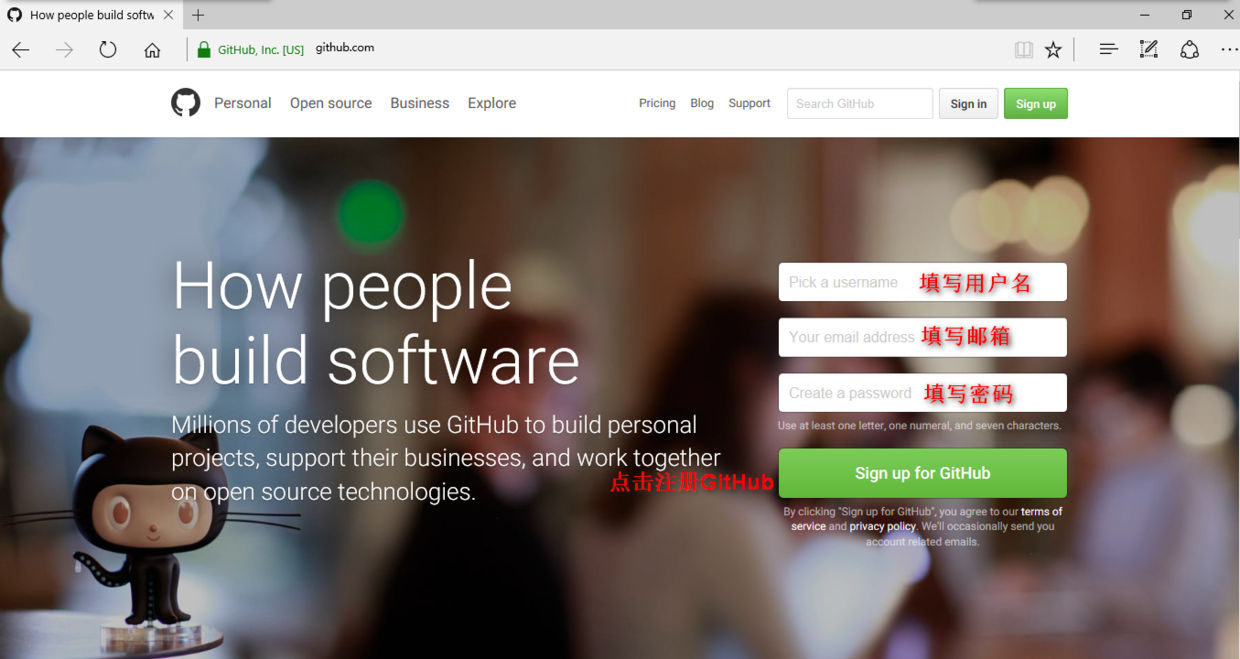 How people build softw
GitHub, Inc. [US] github.com
Personal Open source Business Explore Pricing Blog Support Search GitHub Sign in Sign up
How people
build software
Millions of developers use GitHub to build personal
projects, support their businesses, and work together
on open source technologies.
Pick a username 填写用户名
Your email address 填写邮箱
Create a password 填写密码
Use at least one letter, one numeral, and seven characters.
点击注册GitHub
Sign up for GitHub
By clicking "Sign up for GitHub", you agree to our terms of
service and privacy policy. We'll occasionally send you
account related emails.